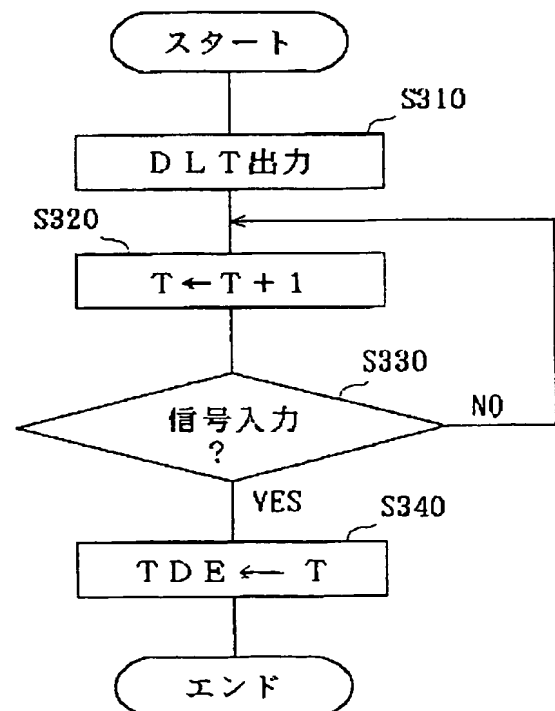 スタート
S310
DLT出力
S320
T←T+1
S330
信号入力
?
NO
YES
S340
TDE←T
エンド